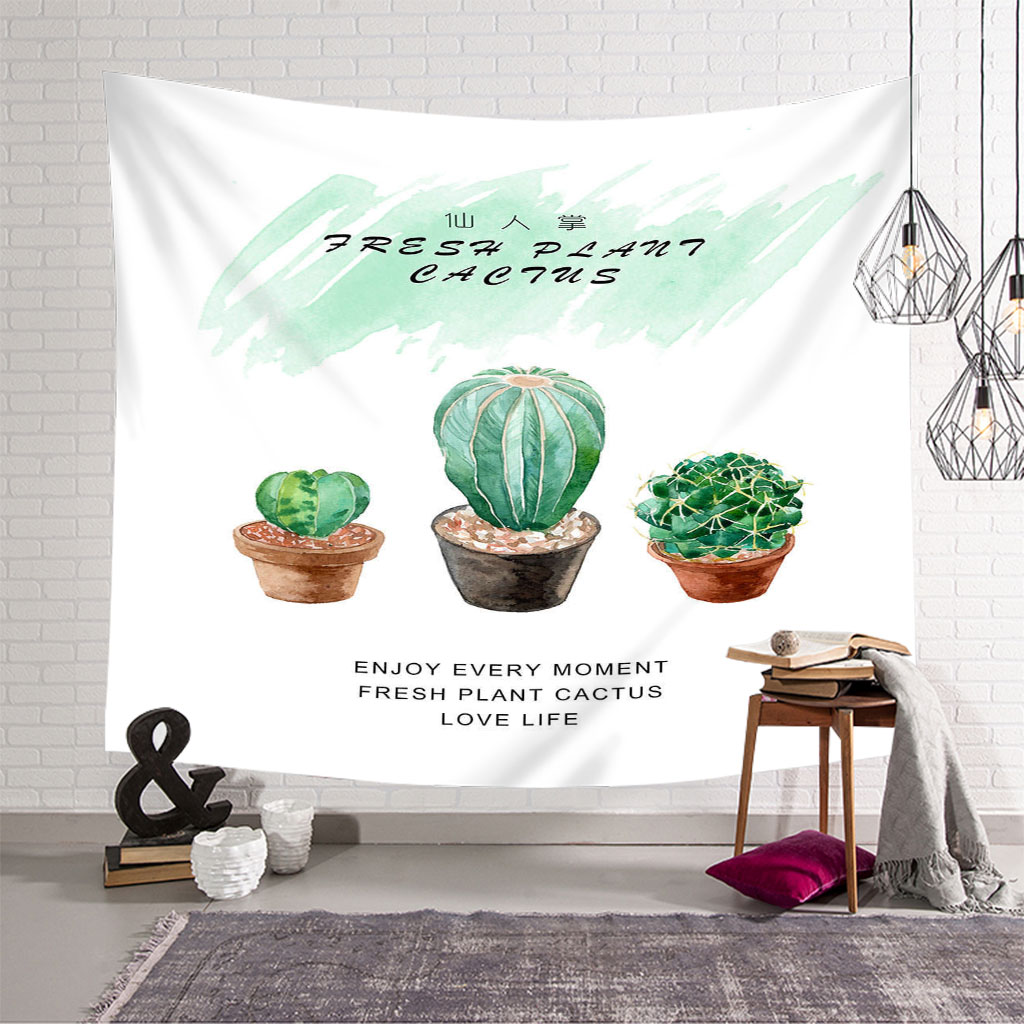 仙人掌
FRESH PLANT
CACTUS
ENJOY EVERY MOMENT
FRESH PLANT CACTUS
LOVE LIFE
&